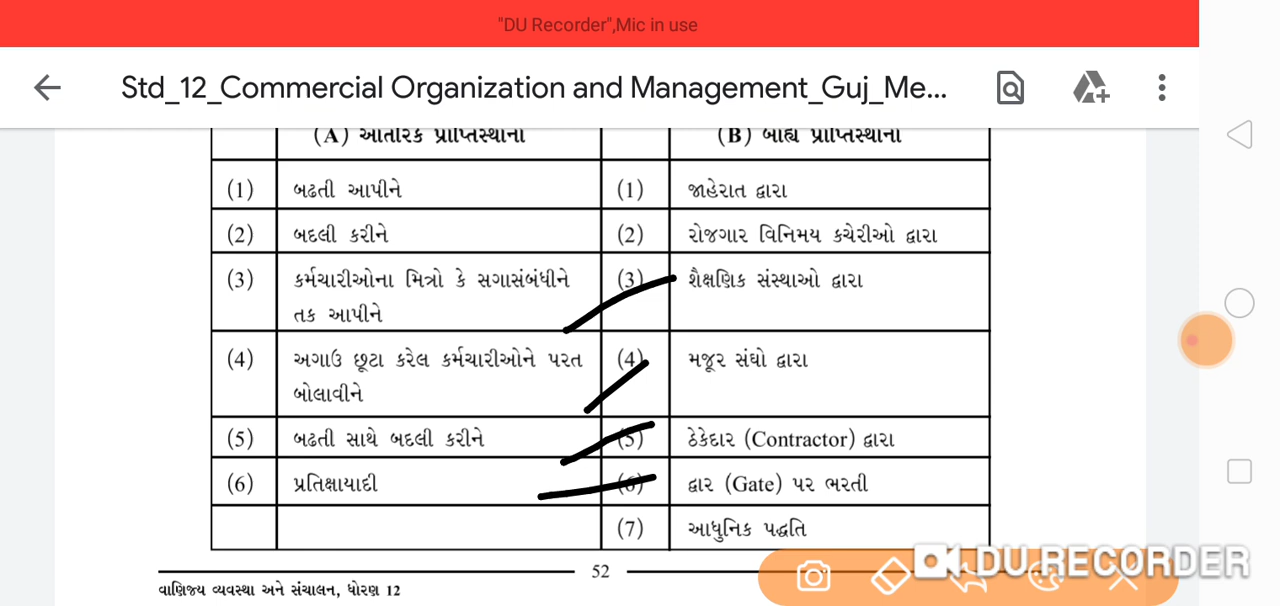 "DU Recorder",Mic in use
Std_12_Commercial Organization and Management_Guj_Me...
(A) આંતરિક પ્રાપ્તિસ્થાનો (B) બાહ્ય પ્રાપ્તિસ્થાનો
(1) બઢતી આપીને (1) જાહેરાત દ્વારા
(2) બદલી કરીને (2) રોજગાર વિનિમય કચેરીઓ દ્વારા
(3) કર્મચારીઓના મિત્રો કે સગાસંબંધીને (3) શૈક્ષણિક સંસ્થાઓ દ્વારા
તક આપીને
(4) અગાઉ છૂટા કરેલ કર્મચારીઓને પરત (4) મજૂર સંઘો દ્વારા
બોલાવીને
(5) બઢતી સાથે બદલી કરીને (5) ઠેકેદાર (Contractor) દ્વારા
(6) પ્રતિક્ષાયાદી (6) દ્વાર (Gate) પર ભરતી
(7) આધુનિક પદ્ધતિ
52
વાણિજ્ય વ્યવસ્થા અને સંચાલન, ધોરણ 12
DU RECORDER